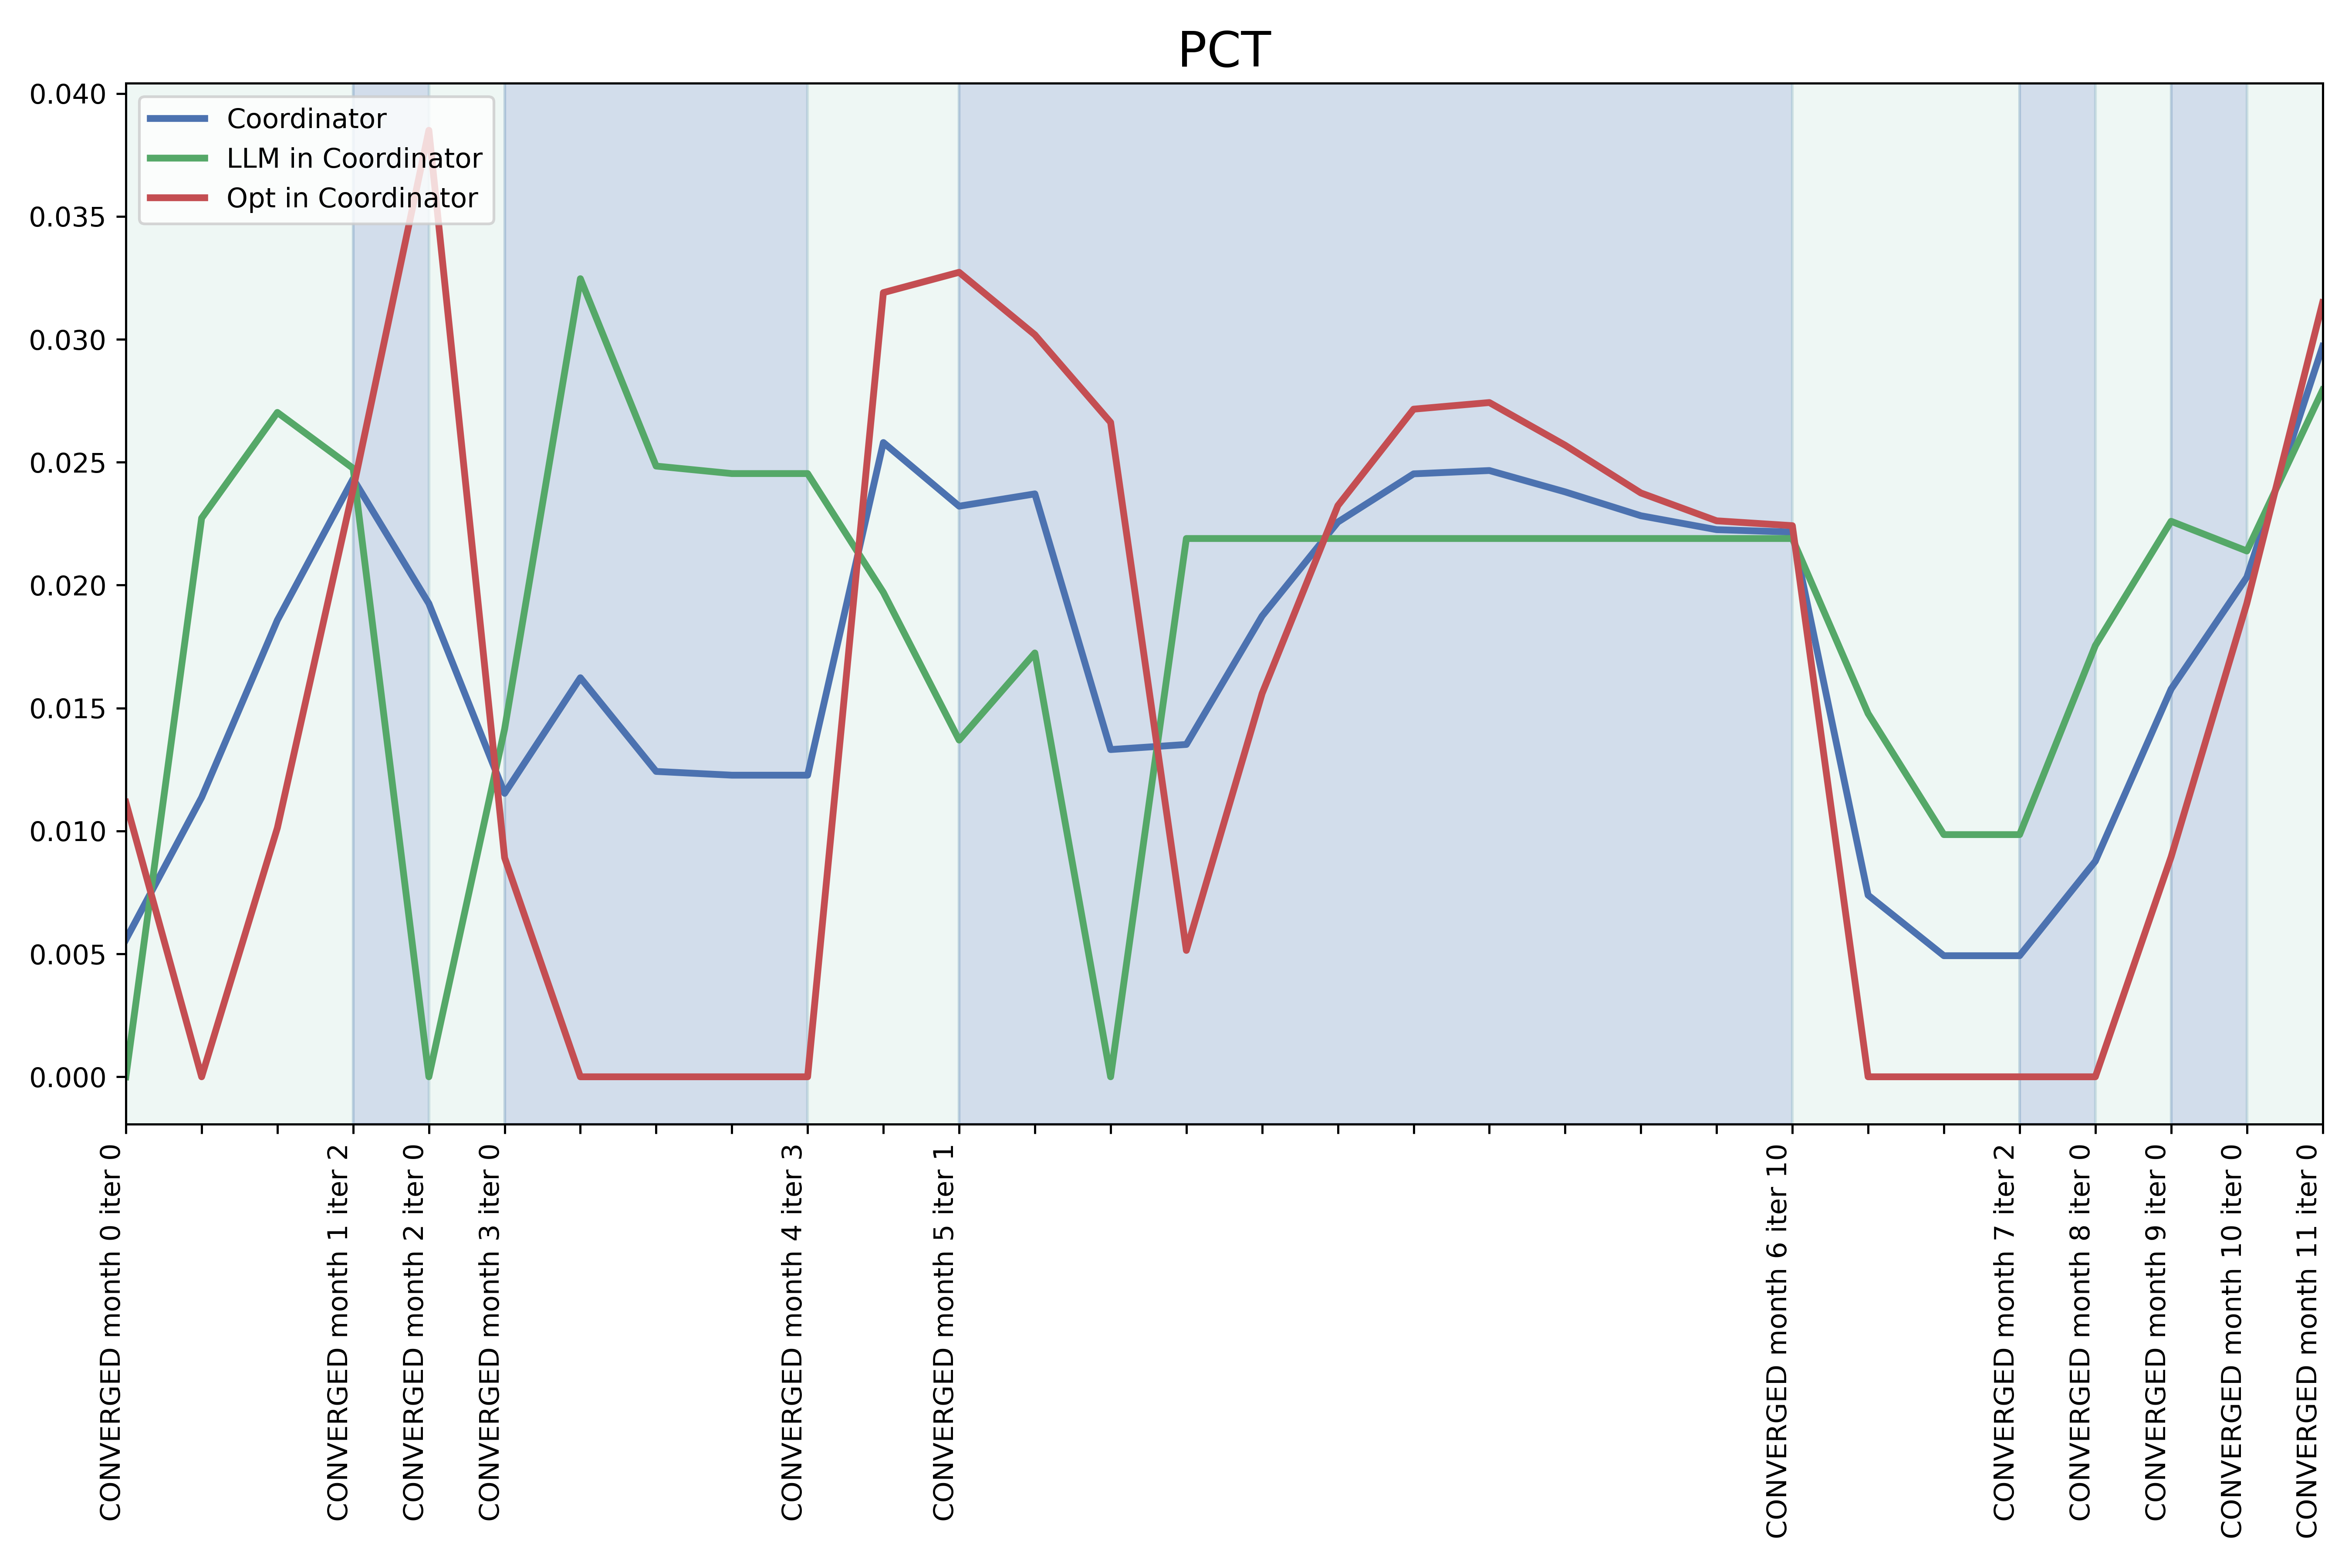 PCT
0.040
0.035
0.030
0.025
0.020
0.015
0.010
0.005
0.000
Coordinator
LLM in Coordinator
Opt in Coordinator
CONVERGED month 0 iter 0
CONVERGED month 1 iter 2
CONVERGED month 2 iter 0
CONVERGED month 3 iter 0
CONVERGED month 4 iter 3
CONVERGED month 5 iter 1
CONVERGED month 6 iter 10
CONVERGED month 7 iter 2
CONVERGED month 8 iter 0
CONVERGED month 9 iter 0
CONVERGED month 10 iter 0
CONVERGED month 11 iter 0